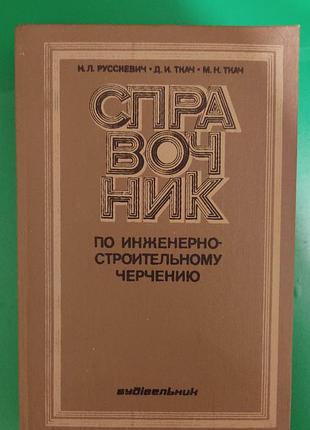 Н.Л.РУССКЕВИЧ • Д.И.ТКАЧ • М.Н.ТКАЧ
СПРА
ВОЧ
НИК
ПО ИНЖЕНЕРНО-
СТРОИТЕЛЬНОМУ
ЧЕРЧЕНИЮ
Будівельник